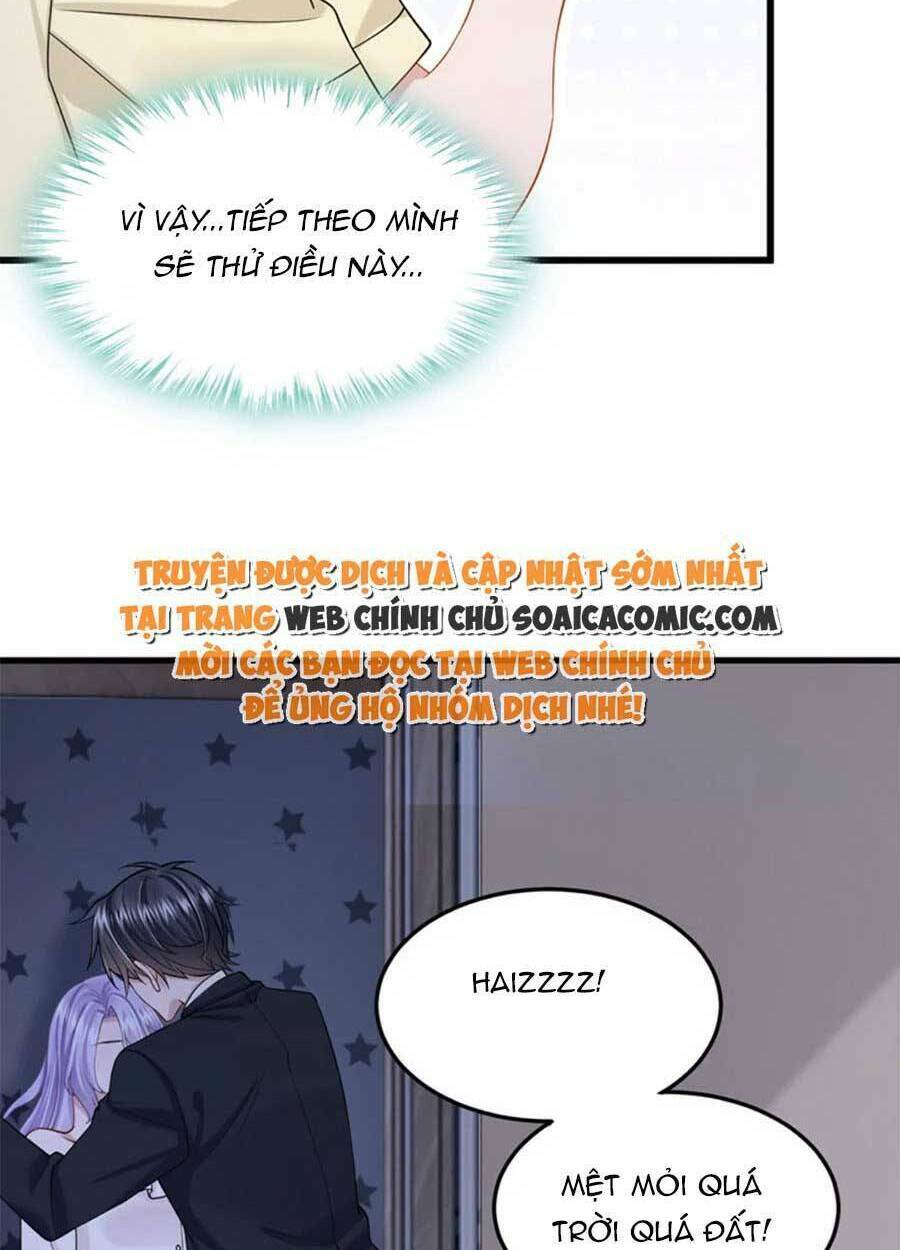 VÌ VẬY...TIẾP THEO MÌNH
SẼ THỬ ĐIỀU NÀY...
TRUYỆN ĐƯỢC DỊCH VÀ CẬP NHẬT SỚM NHẤT
TẠI TRANG WEB CHÍNH CHỦ SOAICACOMIC.COM
MỜI CÁC BẠN ĐỌC TẠI WEB CHÍNH CHỦ
ĐỂ ỦNG HỘ NHÓM DỊCH NHÉ!
HAIZZZZ!
MỆT MỎI QUÁ
TRỜI QUÁ ĐẤT!